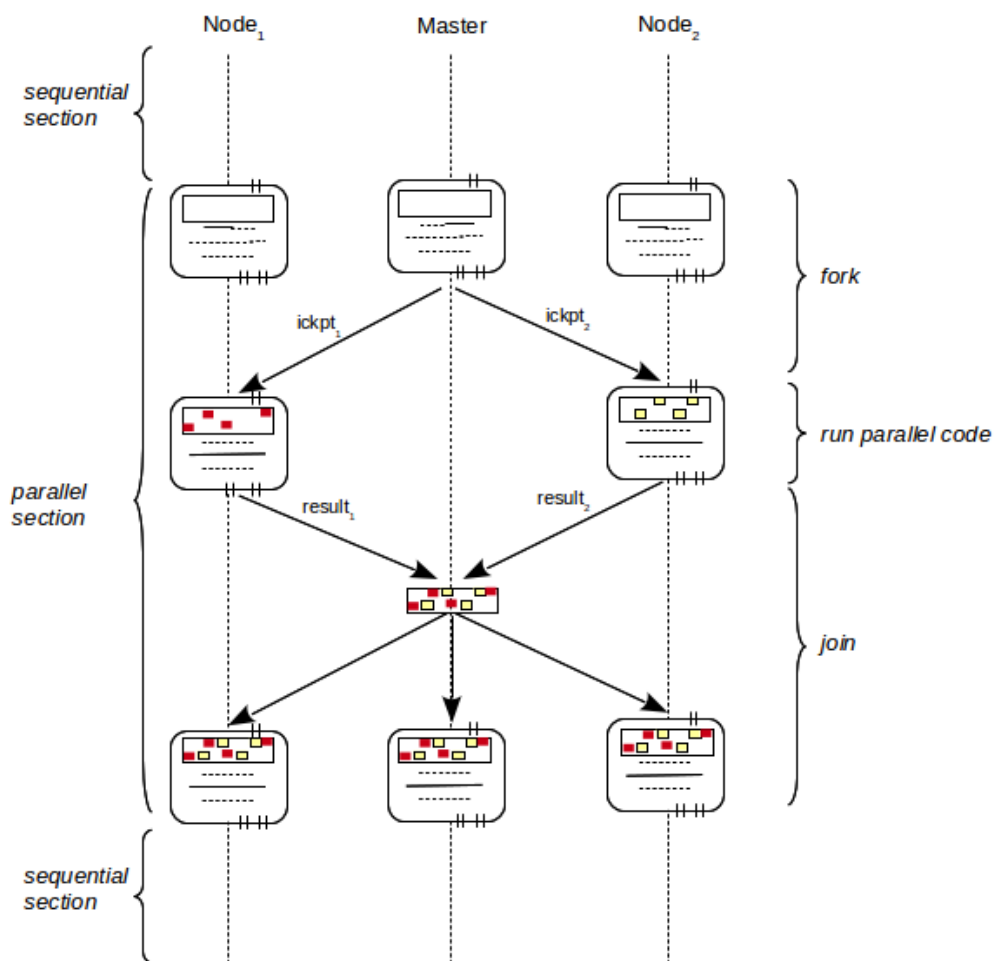 Node₁ Master Node₂
sequential
section
fork
ickpt₁ ickpt₂
run parallel code
parallel
section
result₁ result₂
join
sequential
section